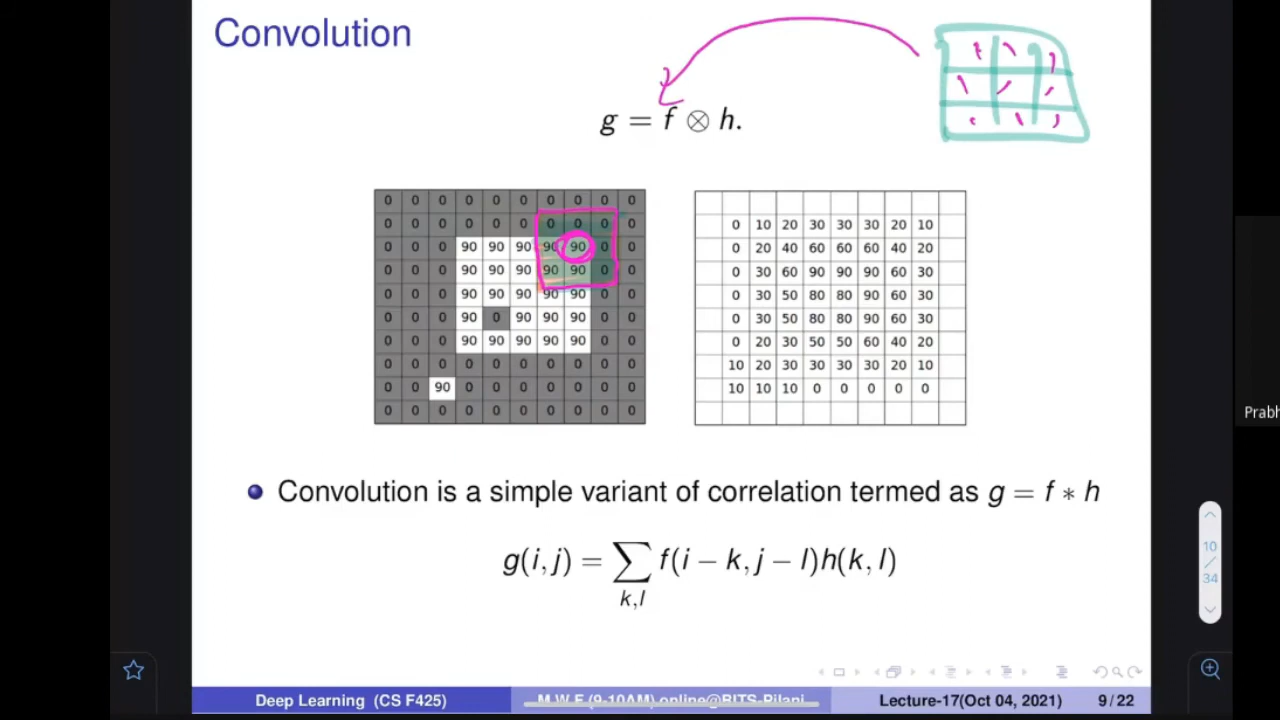 Convolution
g = f ⊗ h.
0 0 0 0 0 0 0 0 0 0
0 0 0 0 0 0 0 0 0 0
0 0 0 90 90 90 90 90 0 0
0 0 0 90 90 90 90 90 0 0
0 0 0 90 90 90 90 90 0 0
0 0 0 90 0 90 90 90 0 0
0 0 0 90 90 90 90 90 0 0
0 0 0 0 0 0 0 0 0 0
0 0 90 0 0 0 0 0 0 0
0 0 0 0 0 0 0 0 0 0
0 10 20 30 30 30 20 10
0 20 40 60 60 60 40 20
0 30 60 90 90 90 60 30
0 30 50 80 80 90 60 30
0 30 50 80 80 90 60 30
0 20 30 50 50 60 40 20
10 20 30 30 30 30 20 10
10 10 10 0 0 0 0 0
Prabh
Convolution is a simple variant of correlation termed as g = f ∗ h
g(i, j) = ∑ f(i − k, j − l)h(k, l)
k,l
10
/
34
Deep Learning (CS F425) M W F (9-10AM) online@BITS-Pilani Lecture-17(Oct 04, 2021) 9 / 22